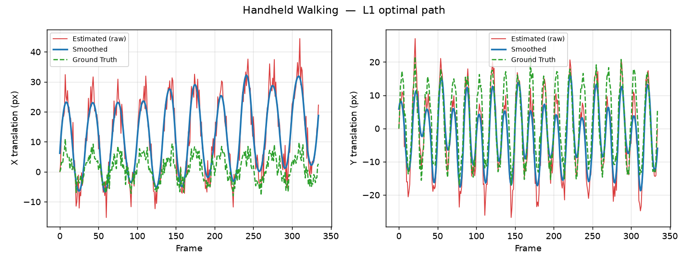 Handheld Walking — L1 optimal path
Estimated (raw)
Smoothed
Ground Truth
X translation (px)
40
30
20
10
0
−10
0 50 100 150 200 250 300 350
Frame
Estimated (raw)
Smoothed
Ground Truth
Y translation (px)
20
10
0
−10
−20
0 50 100 150 200 250 300 350
Frame